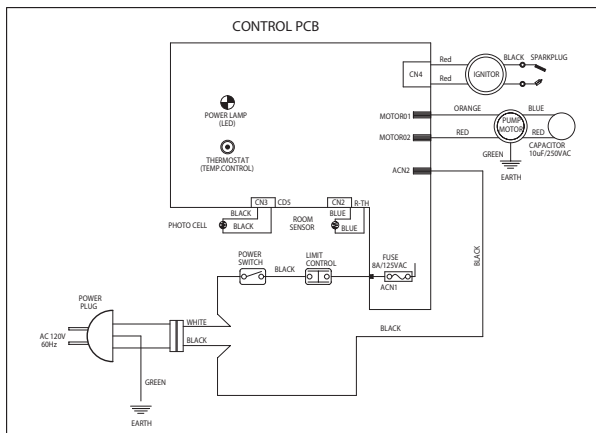 CONTROL PCB
CN4
Red
Red
IGNITOR
BLACK
SPARKPLUG
POWER LAMP
(LED)
THERMOSTAT
(TEMP.CONTROL)
MOTOR01
MOTOR02
ORANGE
RED
PUMP
MOTOR
BLUE
RED
CAPACITOR
10uF/250VAC
GREEN
EARTH
ACN2
CN3
CD5
CN2
R-TH
BLACK
BLACK
PHOTO CELL
ROOM
SENSOR
BLUE
BLUE
POWER
SWITCH
BLACK
LIMIT
CONTROL
FUSE
8A/125VAC
ACN1
BLACK
POWER
PLUG
AC 120V
60Hz
WHITE
BLACK
BLACK
GREEN
EARTH